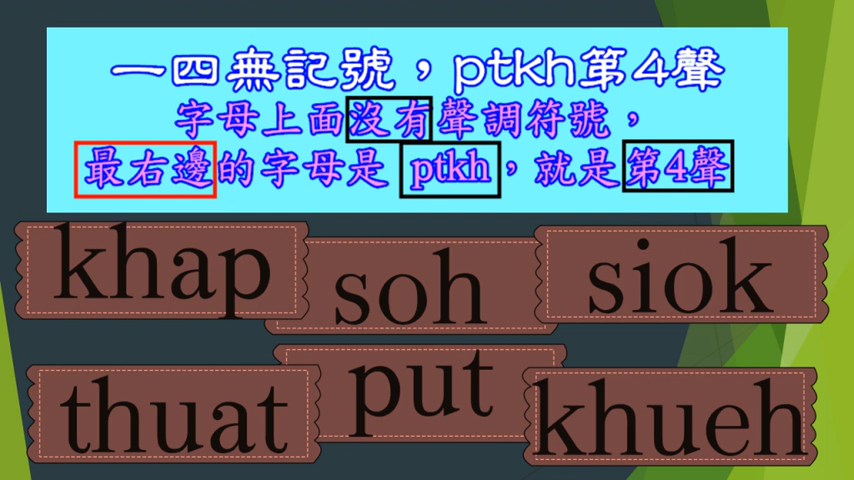 一四無記號，ptkh第4聲
字母上面沒有聲調符號，
最右邊的字母是 ptkh，就是第4聲
khap
soh
siok
thuat
put
khueh